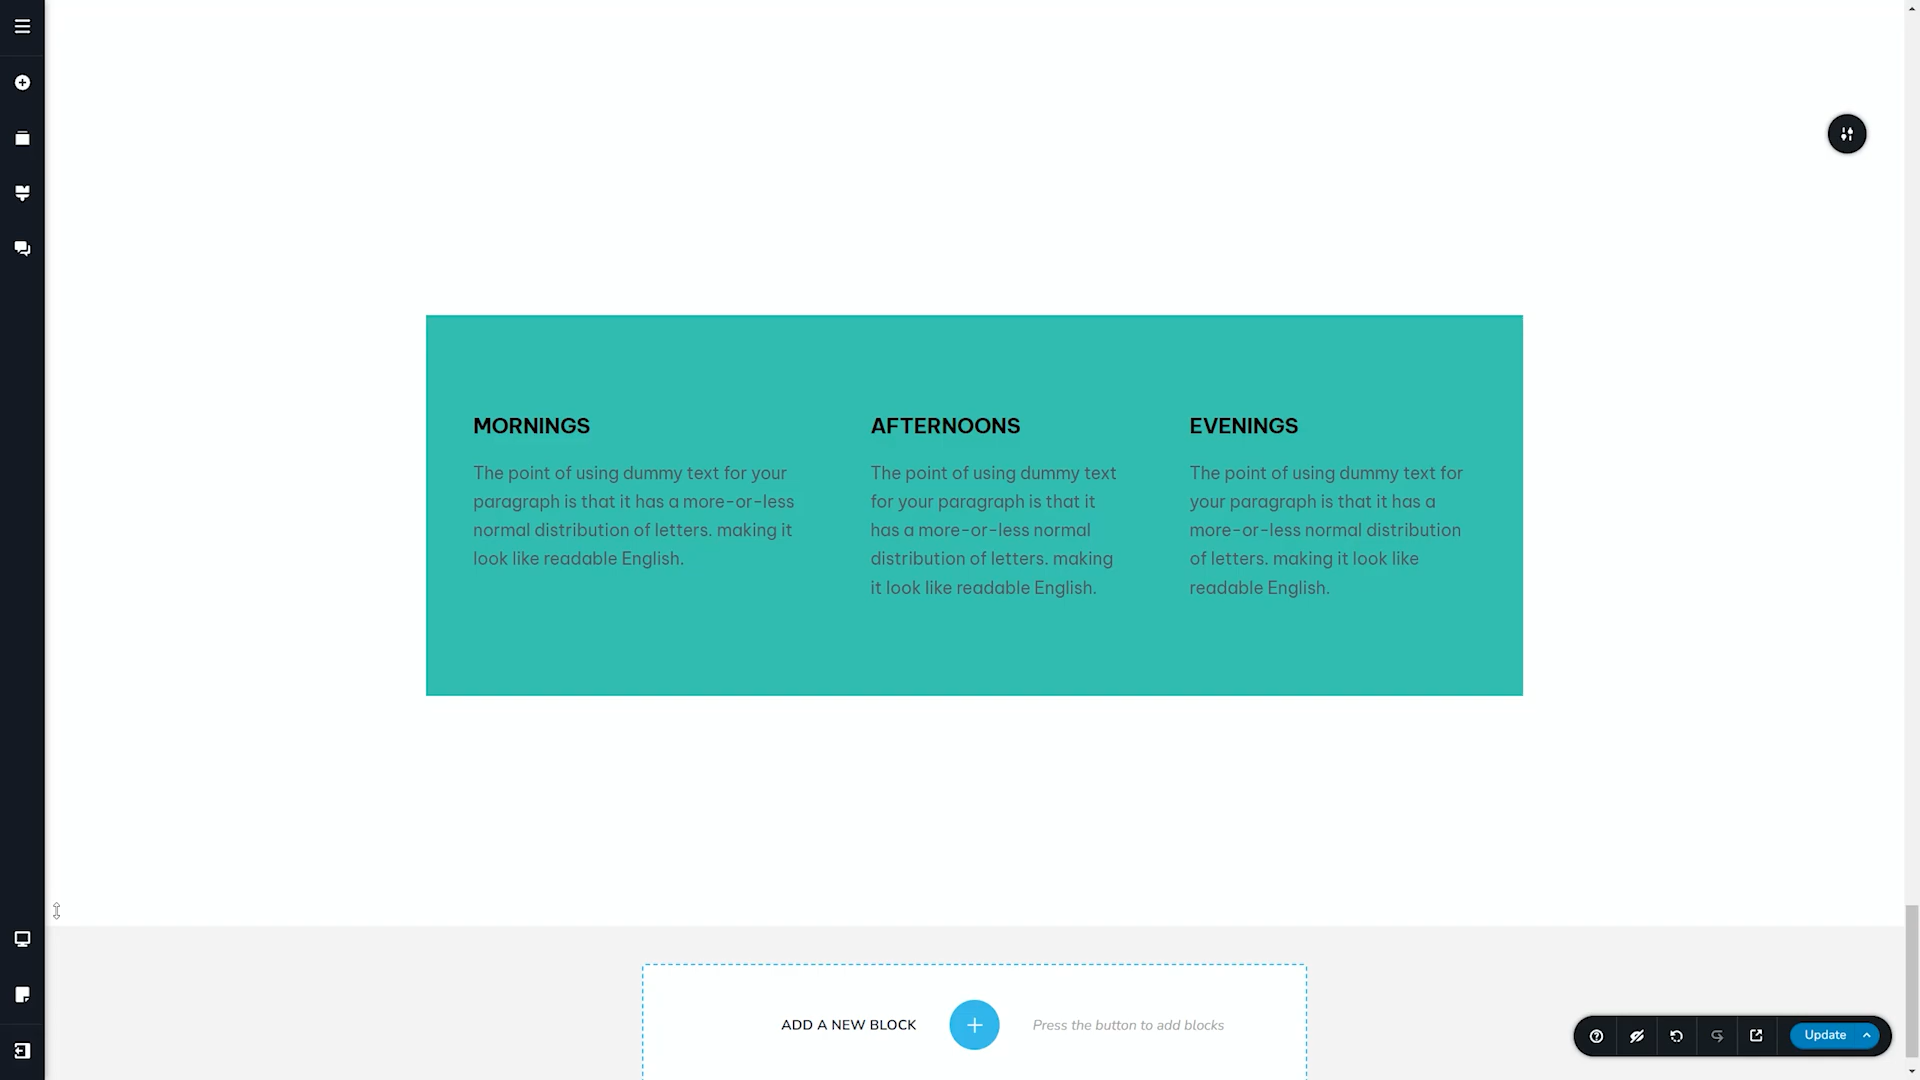 MORNINGS
The point of using dummy text for your
paragraph is that it has a more-or-less
normal distribution of letters. making it
look like readable English.
AFTERNOONS
The point of using dummy text
for your paragraph is that it
has a more-or-less normal
distribution of letters. making
it look like readable English.
EVENINGS
The point of using dummy text for
your paragraph is that it has a
more-or-less normal distribution
of letters. making it look like
readable English.
ADD A NEW BLOCK
Press the button to add blocks
Update